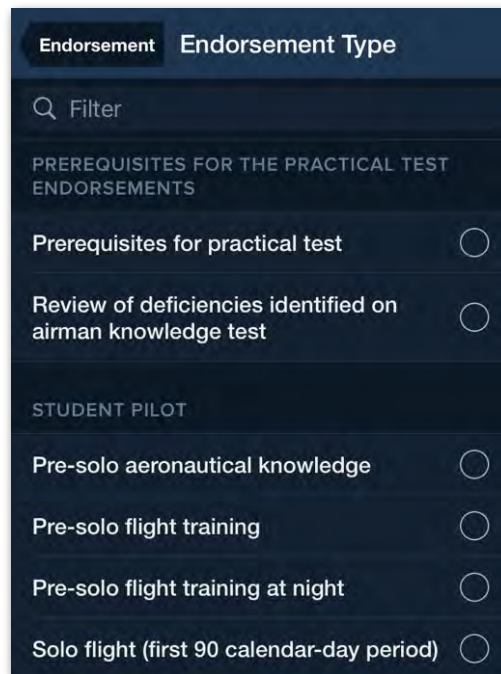 Endorsement Endorsement Type
Filter
PREREQUISITES FOR THE PRACTICAL TEST
ENDORSEMENTS
Prerequisites for practical test
Review of deficiencies identified on
airman knowledge test
STUDENT PILOT
Pre-solo aeronautical knowledge
Pre-solo flight training
Pre-solo flight training at night
Solo flight (first 90 calendar-day period)